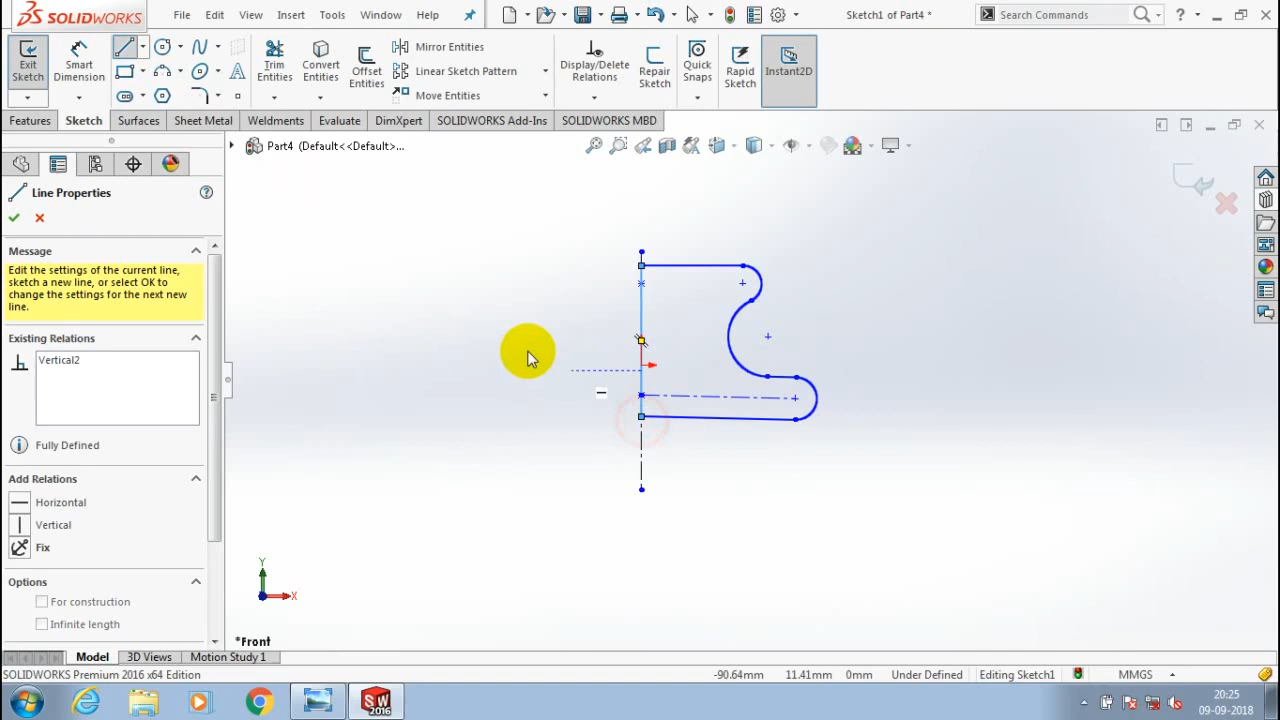 SOLIDWORKS
File Edit View Insert Tools Window Help
Sketch1 of Part4 *
Search Commands
Exit Sketch
Smart Dimension
Trim Entities
Convert Entities
Offset Entities
Mirror Entities
Linear Sketch Pattern
Move Entities
Display/Delete Relations
Repair Sketch
Quick Snaps
Rapid Sketch
Instant2D
Features Sketch Surfaces Sheet Metal Weldments Evaluate DimXpert SOLIDWORKS Add-Ins SOLIDWORKS MBD
Part4 (Default<<Default>...
Line Properties
Message
Edit the settings of the current line,
sketch a new line, or select OK to
change the settings for the next new
line.
Existing Relations
Vertical2
Fully Defined
Add Relations
Horizontal
Vertical
Fix
Options
For construction
Infinite length
Y
X
*Front
Model 3D Views Motion Study 1
SOLIDWORKS Premium 2016 x64 Edition
-90.64mm 11.41mm 0mm Under Defined Editing Sketch1 MMGS
SW 2016
20:25
09-09-2018